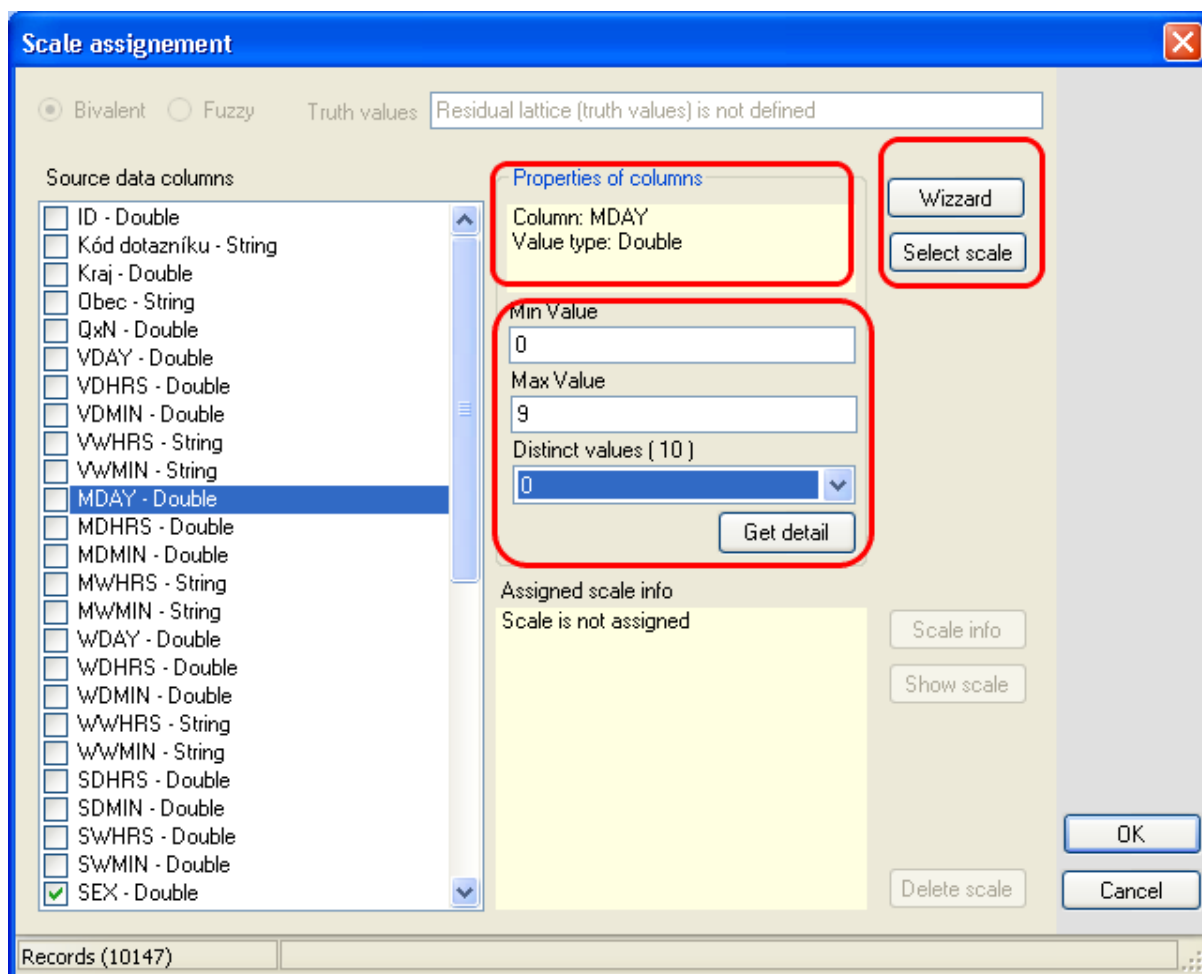 Scale assignement
Bivalent
Fuzzy
Truth values
Residual lattice (truth values) is not defined
Source data columns
ID - Double
Kód dotazníku - String
Kraj - Double
Obec - String
QxN - Double
VDAY - Double
VDHRS - Double
VDMIN - Double
VWHRS - String
VWMIN - String
MDAY - Double
MDHRS - Double
MDMIN - Double
MWHRS - String
MWMIN - String
WDAY - Double
WDHRS - Double
WDMIN - Double
WWHRS - String
WWMIN - String
SDHRS - Double
SDMIN - Double
SWHRS - Double
SWMIN - Double
SEX - Double
Properties of columns
Column: MDAY
Value type: Double
Min Value
0
Max Value
9
Distinct values ( 10 )
0
Get detail
Assigned scale info
Scale is not assigned
Wizzard
Select scale
Scale info
Show scale
Delete scale
OK
Cancel
Records (10147)